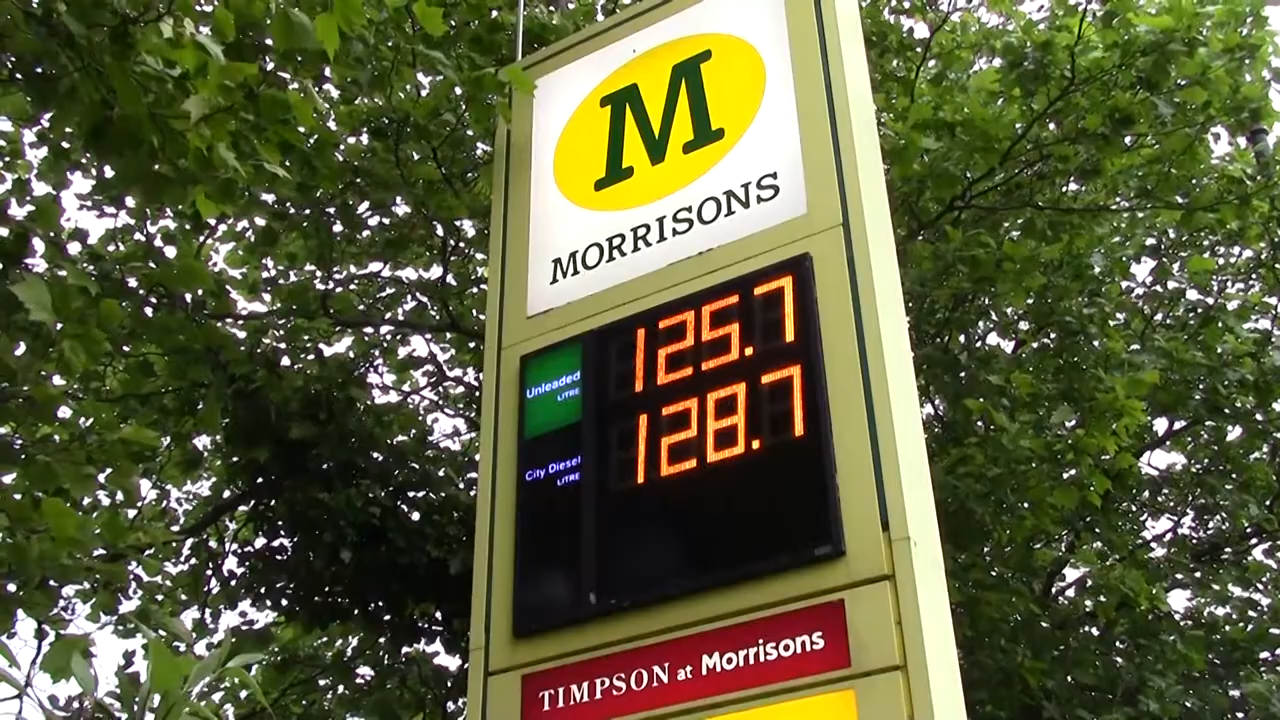 M
MORRISONS
Unleaded
LITRE
125.7
City Diesel
LITRE
128.7
TIMPSON at Morrisons